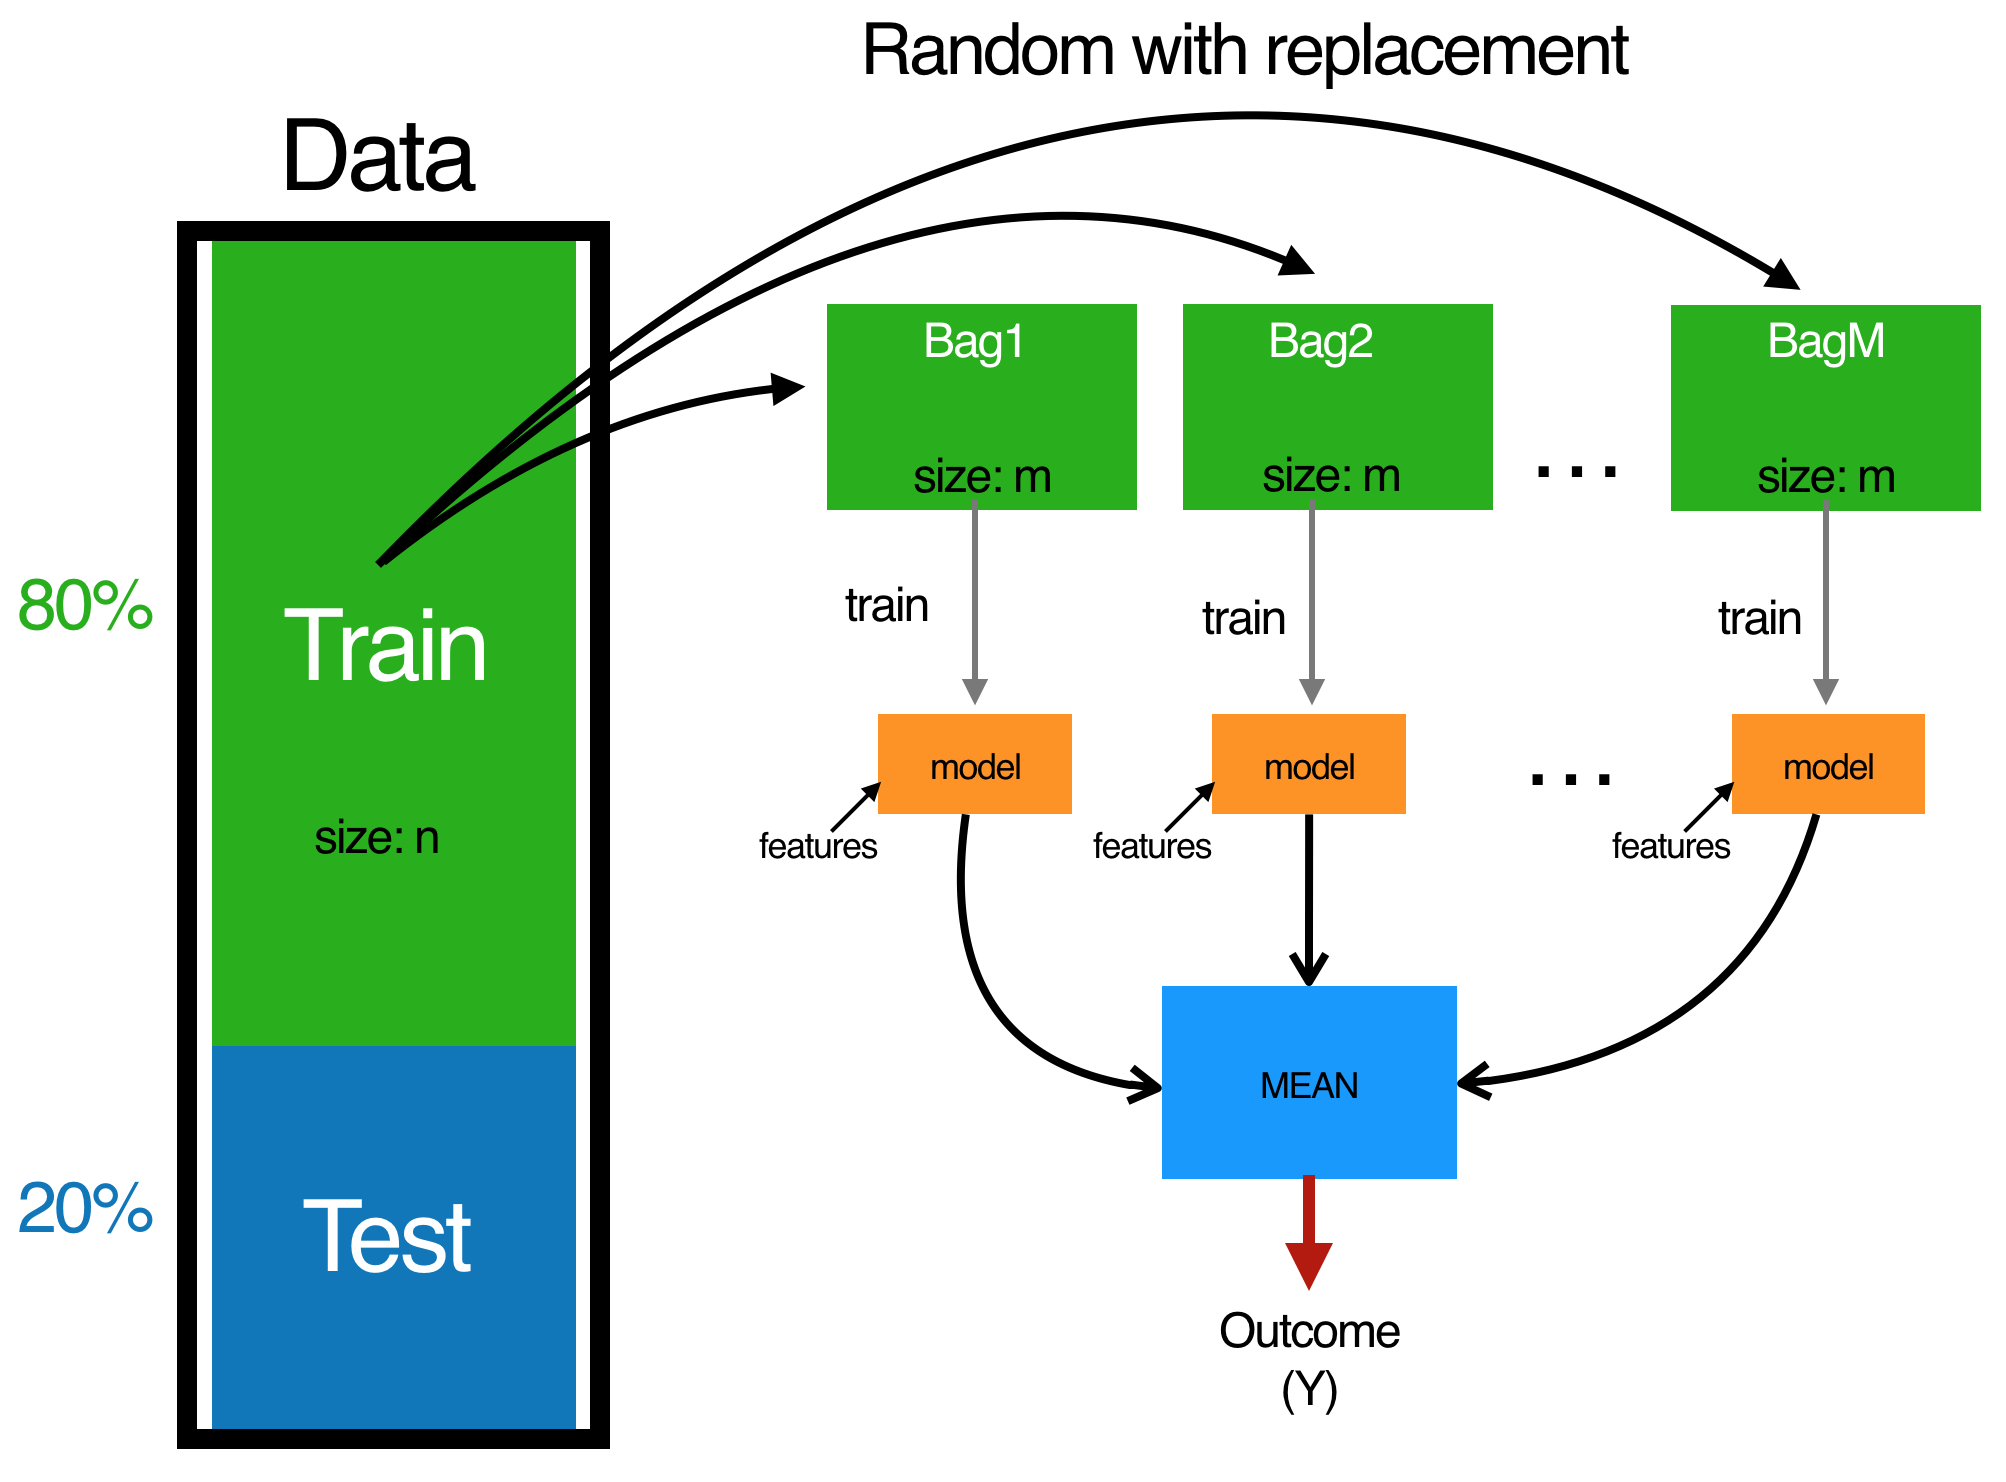 Random with replacement
Data
Bag1
Bag2
BagM
size: m
size: m
. . .
size: m
80%
Train
train
train
train
size: n
model
model
. . .
model
features
features
features
MEAN
20%
Test
Outcome
(Y)